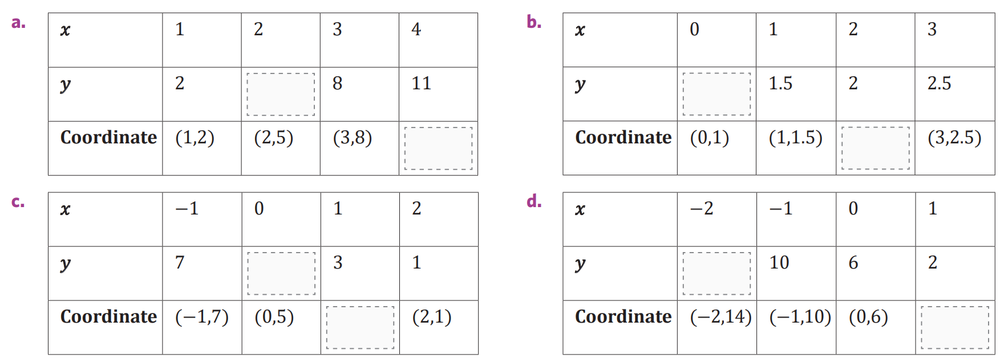 a.
x 1 2 3 4
y 2 8 11
Coordinate (1,2) (2,5) (3,8)
b.
x 0 1 2 3
y 1.5 2 2.5
Coordinate (0,1) (1,1.5) (3,2.5)
c.
x −1 0 1 2
y 7 3 1
Coordinate (−1,7) (0,5) (2,1)
d.
x −2 −1 0 1
y 10 6 2
Coordinate (−2,14) (−1,10) (0,6)